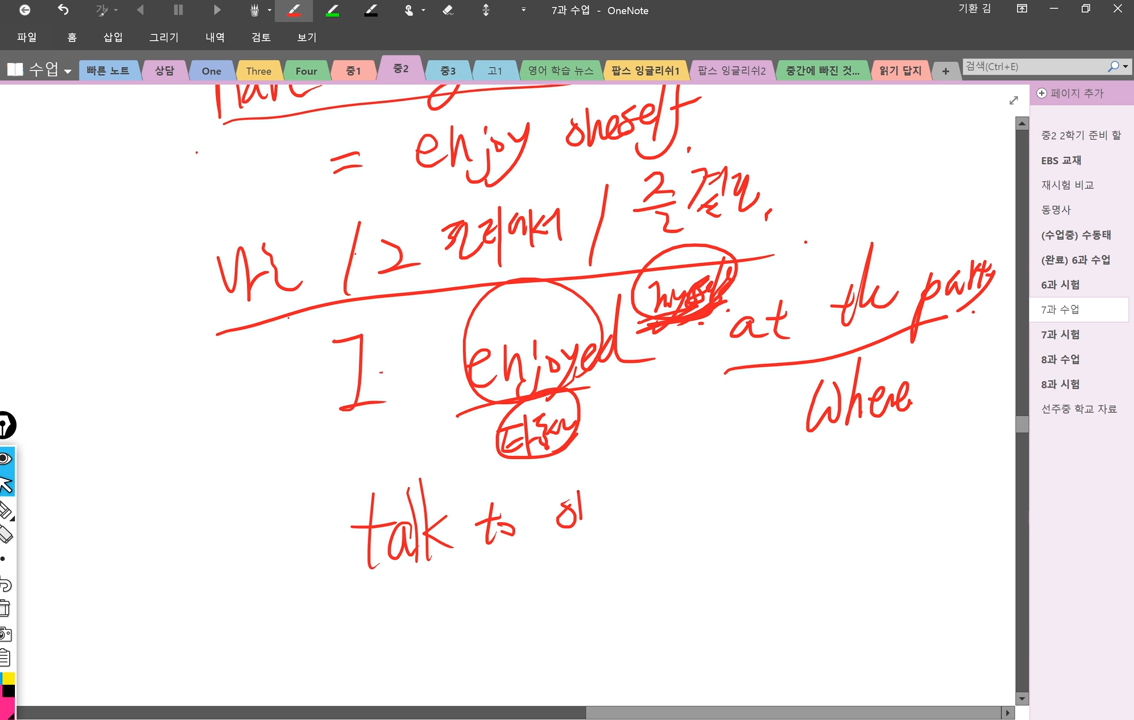 7과 수업 - OneNote
기환 김
파일 홈 삽입 그리기 내역 검토 보기
수업 빠른 노트 상담 One Three Four 중1 중2 중3 고1 영어 학습 뉴스 팝스 잉글리쉬1 팝스 잉글리쉬2 중간에 빠진 것... 읽기 답지 + 검색(Ctrl+E)
페이지 추가
중2 2학기 준비 할
EBS 교재
재시험 비교
동명사
(수업중) 수동태
(완료) 6과 수업
6과 시험
7과 수업
7과 시험
8과 수업
8과 시험
선주중 학교 자료
= enjoy oneself.
나는 / 그 파티에서 / 즐겼다.
I enjoyed myself at the party
타동사 where
talk to